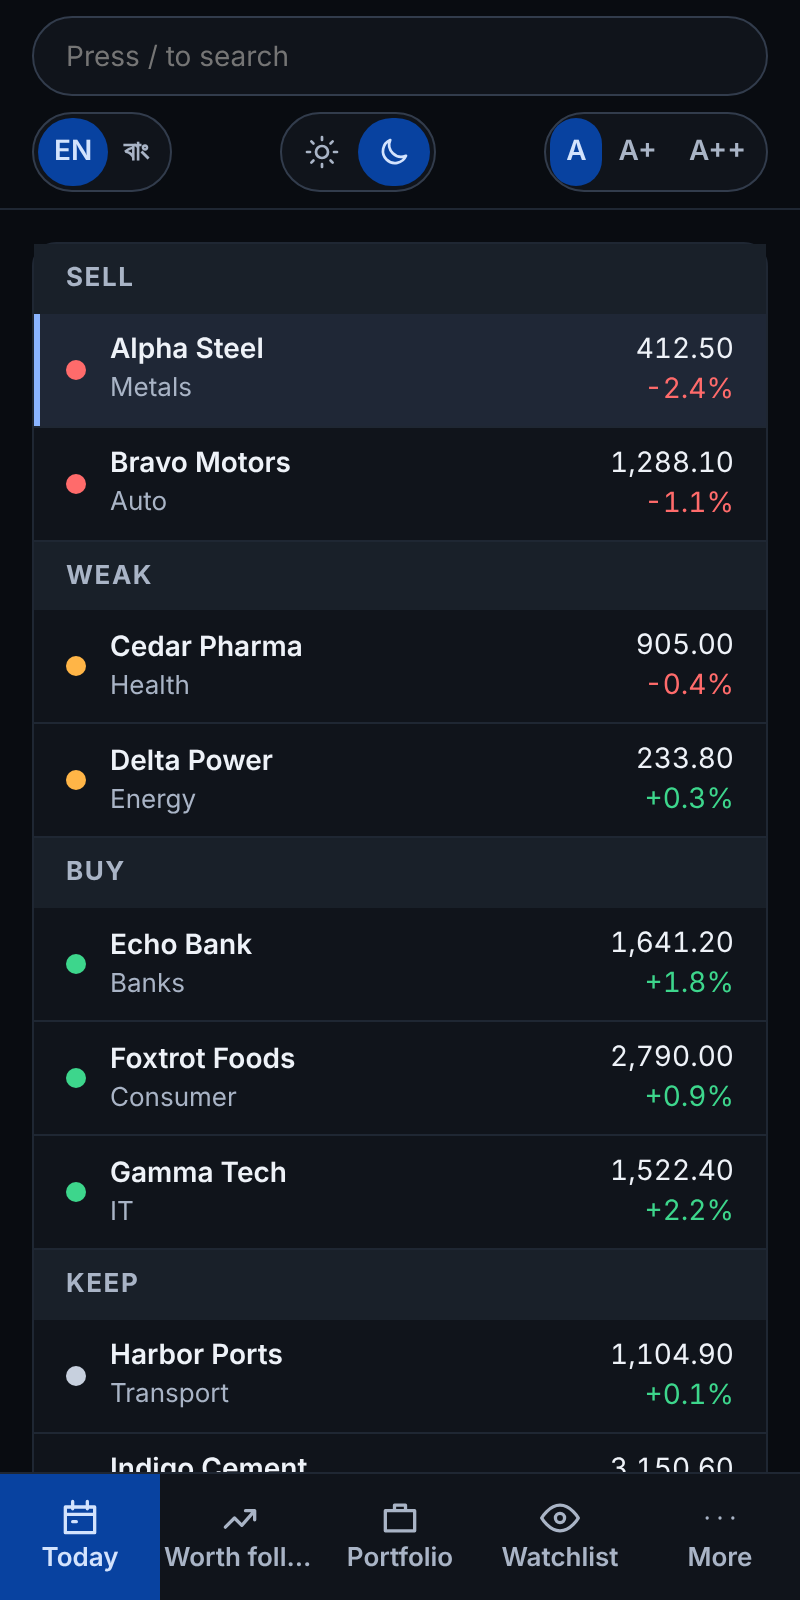 Press / to search
EN বাং A A+ A++
SELL
Alpha Steel 412.50
Metals -2.4%
Bravo Motors 1,288.10
Auto -1.1%
WEAK
Cedar Pharma 905.00
Health -0.4%
Delta Power 233.80
Energy +0.3%
BUY
Echo Bank 1,641.20
Banks +1.8%
Foxtrot Foods 2,790.00
Consumer +0.9%
Gamma Tech 1,522.40
IT +2.2%
KEEP
Harbor Ports 1,104.90
Transport +0.1%
Indigo Cement 3,150.60
Today Worth foll... Portfolio Watchlist More